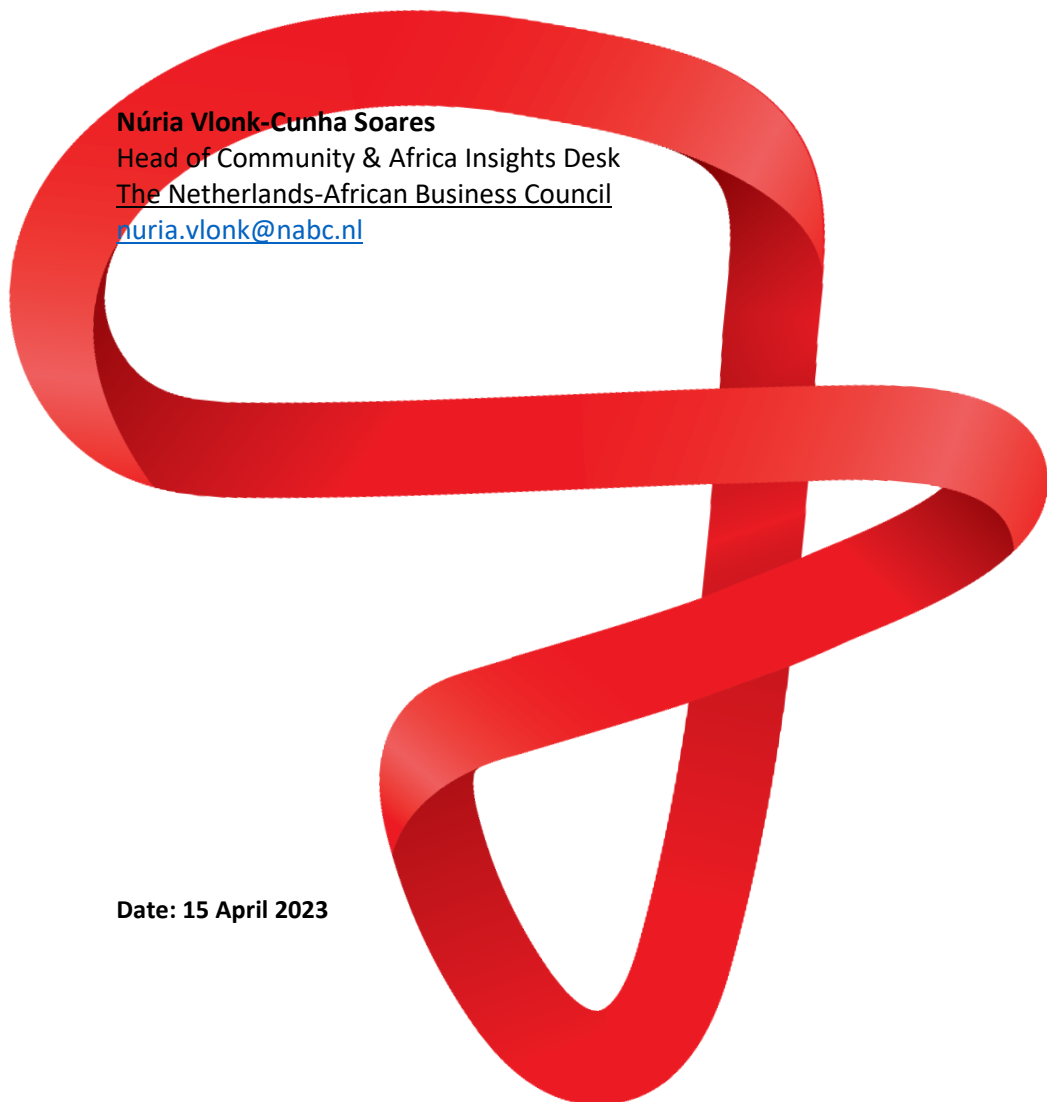 Núria Vlonk-Cunha Soares
Head of Community & Africa Insights Desk
The Netherlands-African Business Council
nuria.vlonk@nabc.nl
Date: 15 April 2023